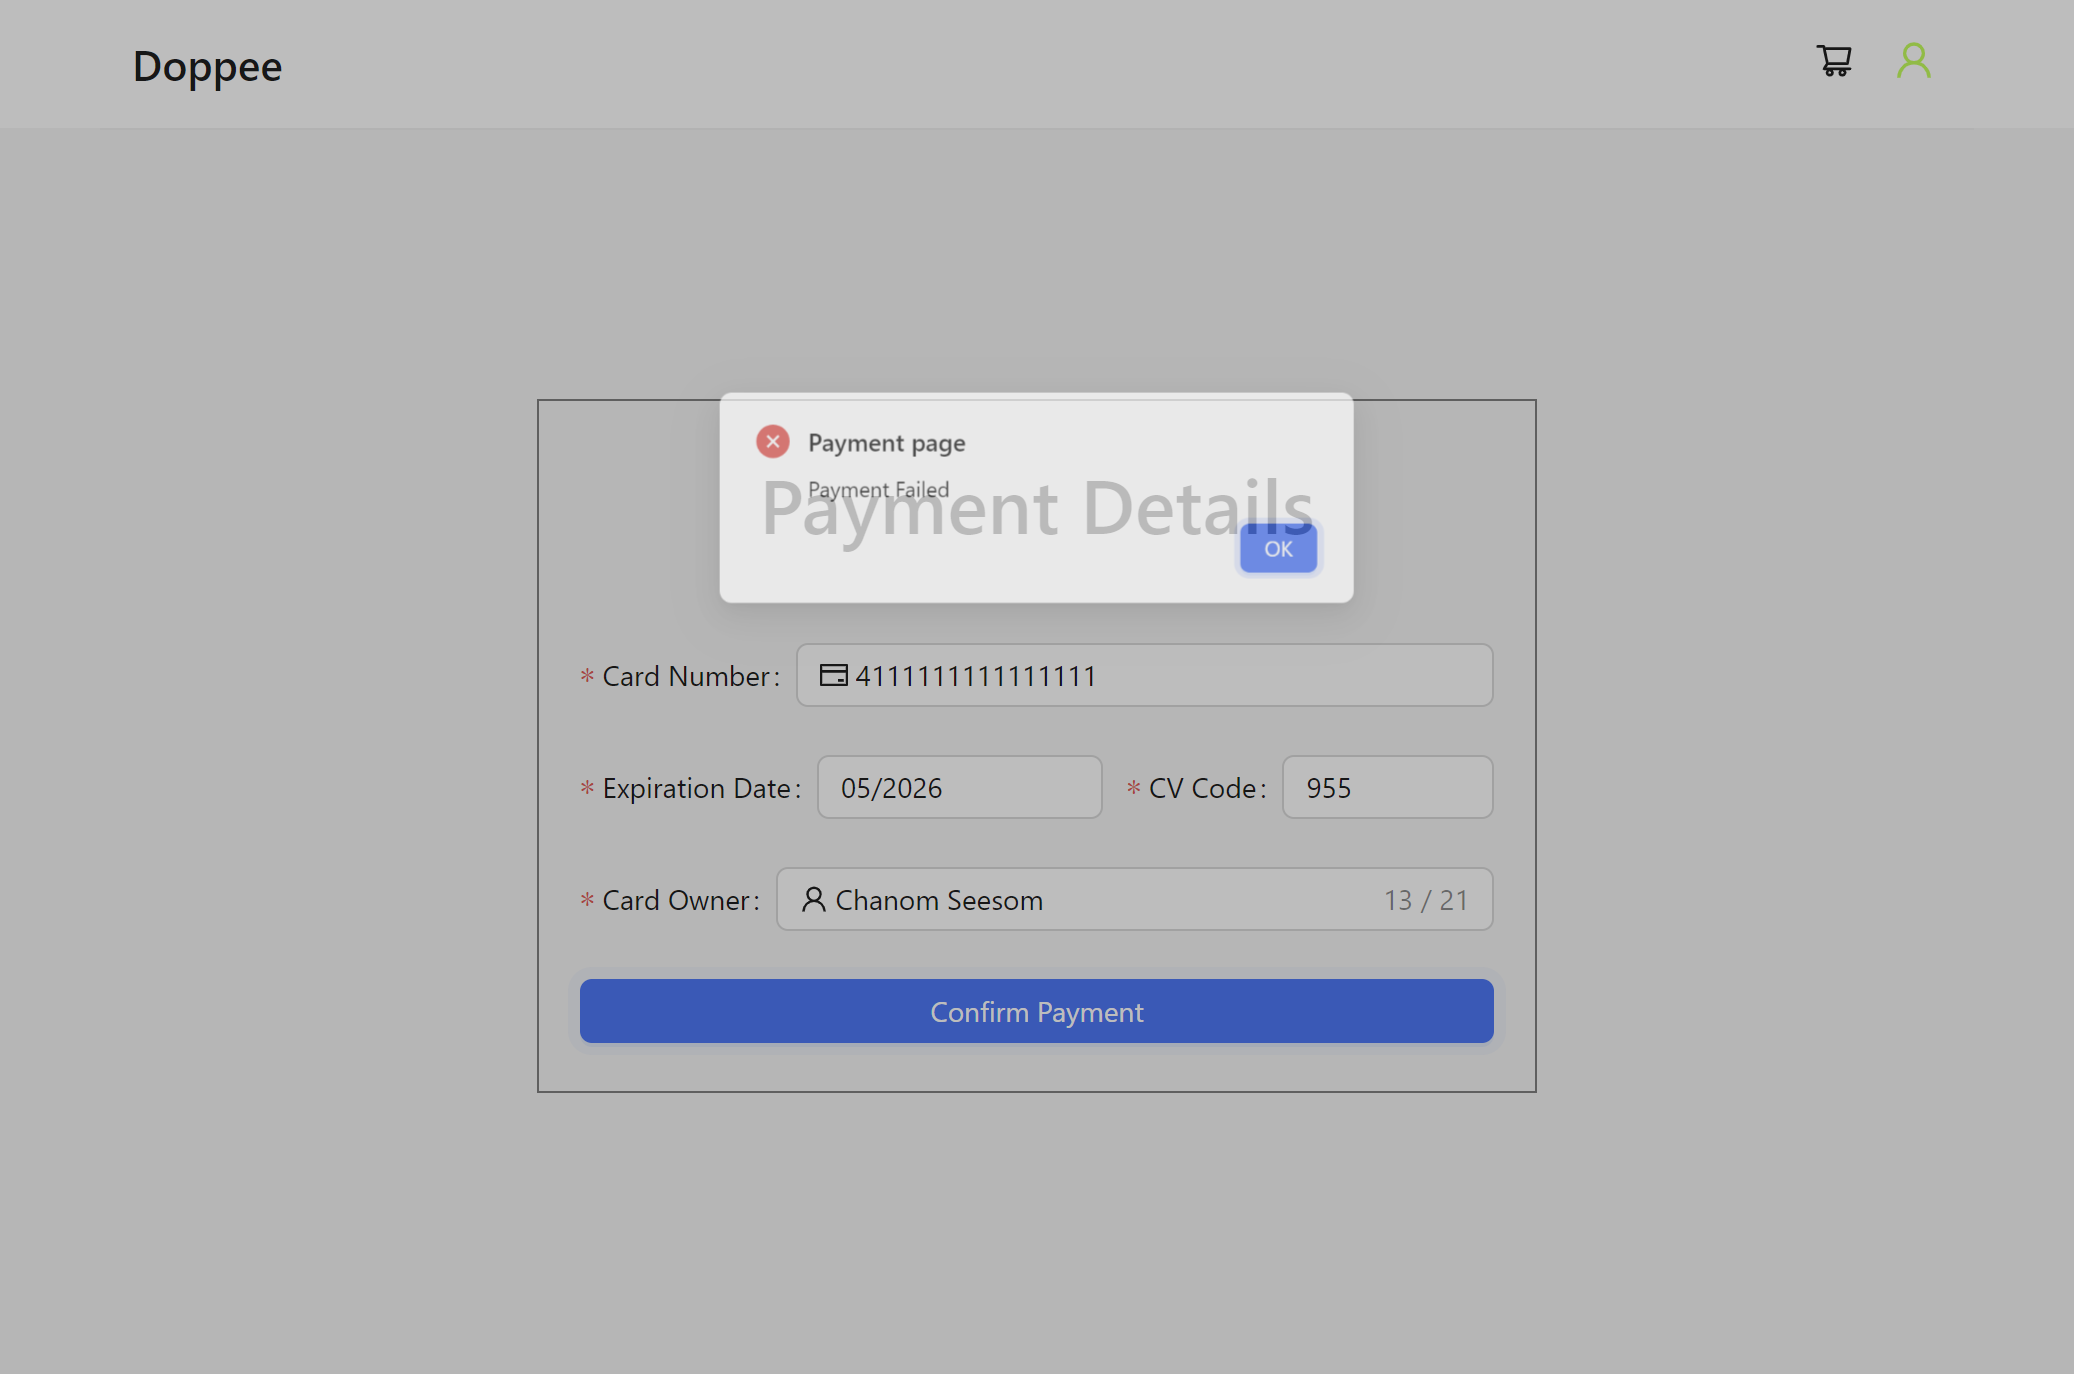 Doppee
Payment page
Payment Failed
Payment Details
OK
* Card Number: 4111111111111111
* Expiration Date: 05/2026 * CV Code: 955
* Card Owner: Chanom Seesom 13 / 21
Confirm Payment